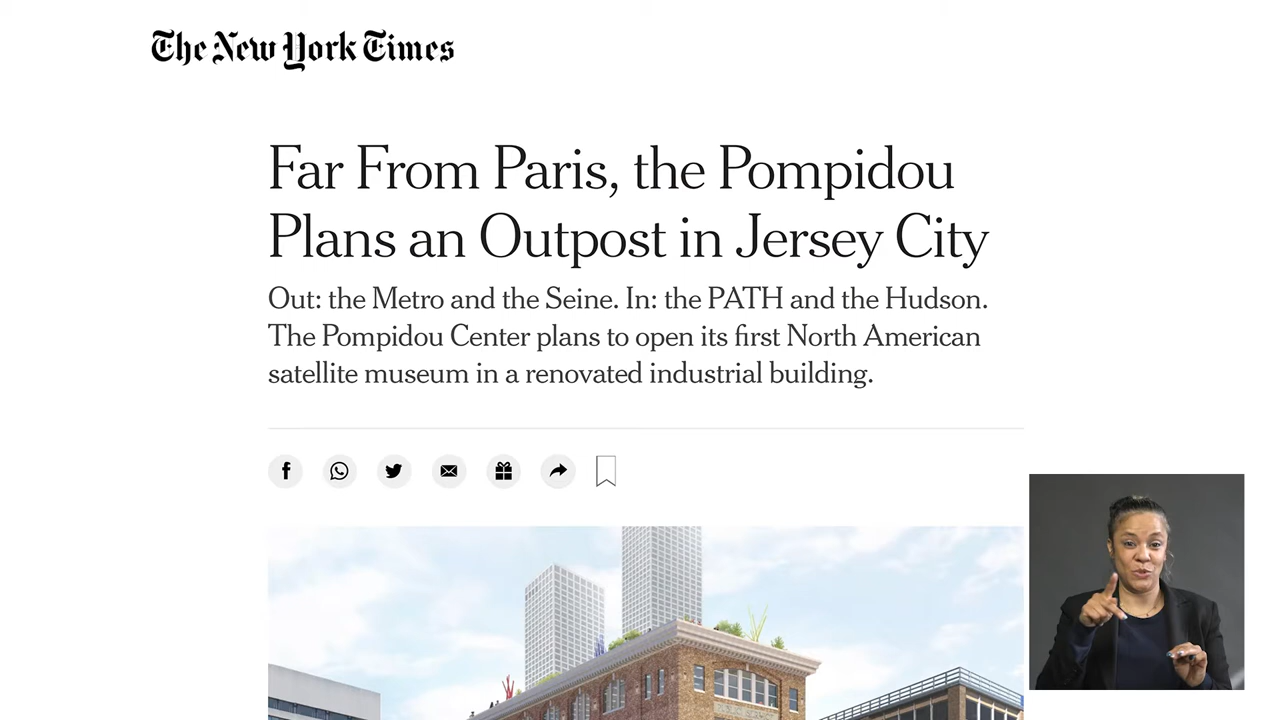 The New York Times
Far From Paris, the Pompidou
Plans an Outpost in Jersey City
Out: the Metro and the Seine. In: the PATH and the Hudson.
The Pompidou Center plans to open its first North American
satellite museum in a renovated industrial building.